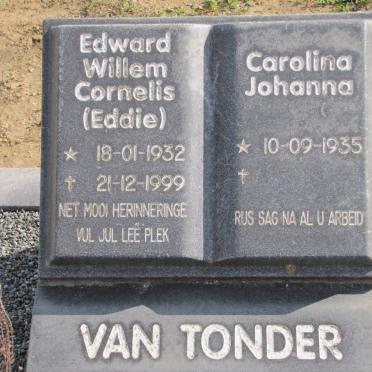 Edward
Willem
Cornelis
(Eddie)
* 18-01-1932
† 21-12-1999
NET MOOI HERINNERINGE
VUL JUL LEË PLEK
Carolina
Johanna
* 10-09-1935
†
RUS SAG NA AL U ARBEID
VAN TONDER